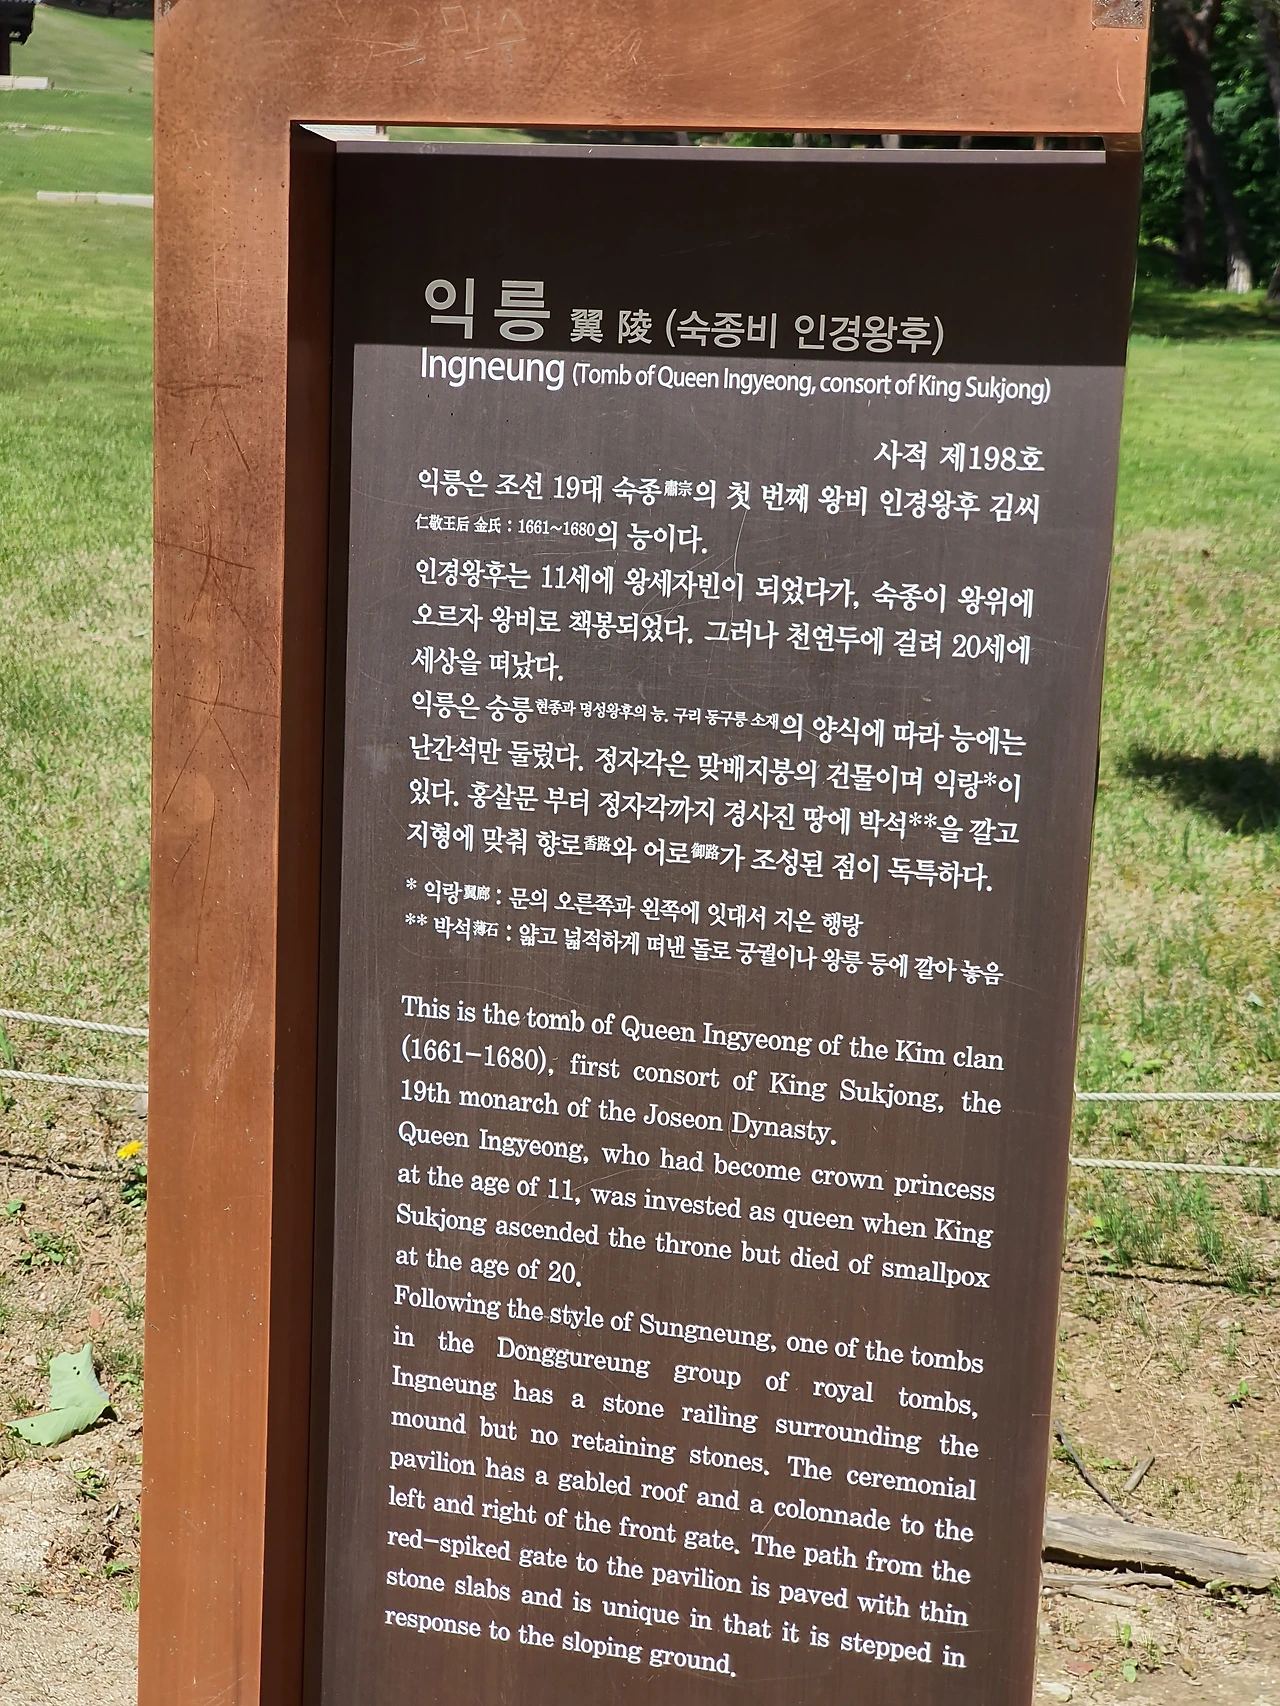 익릉 翼陵 (숙종비 인경왕후)
Ingneung (Tomb of Queen Ingyeong, consort of King Sukjong)
사적 제198호
익릉은 조선 19대 숙종肅宗의 첫 번째 왕비 인경왕후 김씨
仁敬王后 金氏 : 1661~1680의 능이다.
인경왕후는 11세에 왕세자빈이 되었다가, 숙종이 왕위에
오르자 왕비로 책봉되었다. 그러나 천연두에 걸려 20세에
세상을 떠났다.
익릉은 숭릉현종과 명성왕후의 능. 구리 동구릉 소재의 양식에 따라 능에는
난간석만 둘렀다. 정자각은 맞배지붕의 건물이며 익랑*이
있다. 홍살문 부터 정자각까지 경사진 땅에 박석**을 깔고
지형에 맞춰 향로香路와 어로御路가 조성된 점이 독특하다.
* 익랑翼廊 : 문의 오른쪽과 왼쪽에 잇대서 지은 행랑
** 박석薄石 : 얇고 넓적하게 떠낸 돌로 궁궐이나 왕릉 등에 깔아 놓음
This is the tomb of Queen Ingyeong of the Kim clan
(1661-1680), first consort of King Sukjong, the
19th monarch of the Joseon Dynasty.
Queen Ingyeong, who had become crown princess
at the age of 11, was invested as queen when King
Sukjong ascended the throne but died of smallpox
at the age of 20.
Following the style of Sungneung, one of the tombs
in the Donggureung group of royal tombs,
Ingneung has a stone railing surrounding the
mound but no retaining stones. The ceremonial
pavilion has a gabled roof and a colonnade to the
left and right of the front gate. The path from the
red-spiked gate to the pavilion is paved with thin
stone slabs and is unique in that it is stepped in
response to the sloping ground.